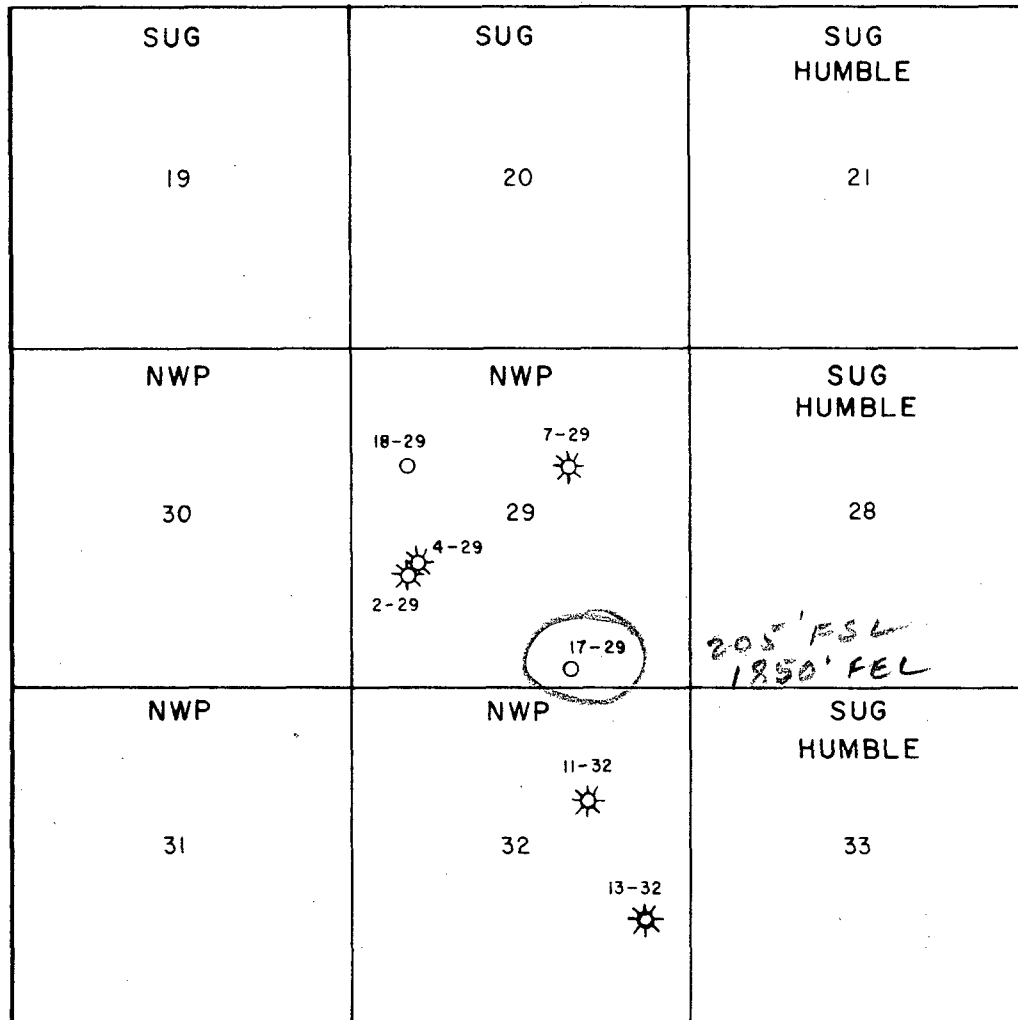 SUG
19
SUG
20
SUG
HUMBLE
21
NWP
30
NWP
18-29
7-29
29
4-29
2-29
17-29
SUG
HUMBLE
28
205' FSL
1850' FEL
NWP
31
NWP
11-32
32
13-32
SUG
HUMBLE
33